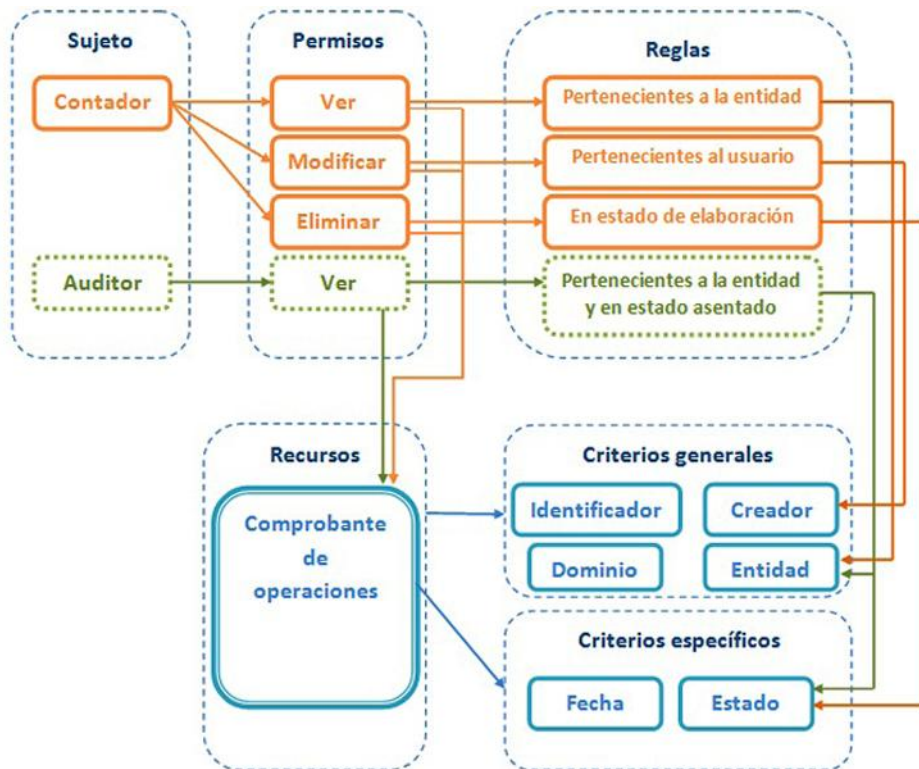 Sujeto
Permisos
Reglas
Contador
Ver
Pertenecientes a la entidad
Modificar
Pertenecientes al usuario
Eliminar
En estado de elaboración
Auditor
Ver
Pertenecientes a la entidad
y en estado asentado
Recursos
Comprobante
de
operaciones
Criterios generales
Identificador
Creador
Dominio
Entidad
Criterios específicos
Fecha
Estado